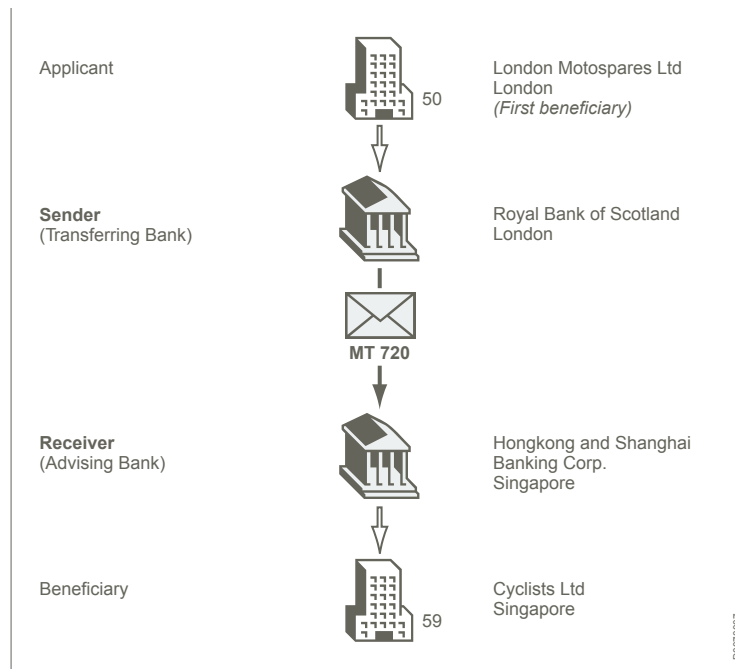 Applicant
50
London Motospares Ltd
London
(First beneficiary)
Sender
(Transferring Bank)
Royal Bank of Scotland
London
MT 720
Receiver
(Advising Bank)
Hongkong and Shanghai
Banking Corp.
Singapore
Beneficiary
59
Cyclists Ltd
Singapore